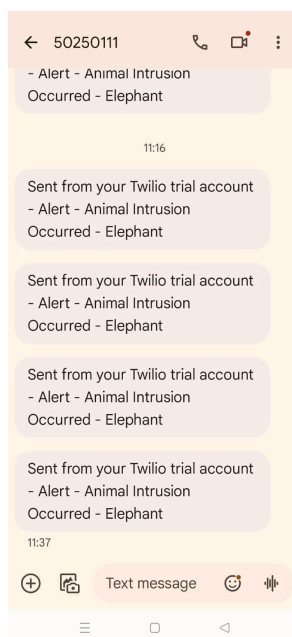 50250111
- Alert - Animal Intrusion
Occurred - Elephant
11:16
Sent from your Twilio trial account
- Alert - Animal Intrusion
Occurred - Elephant
Sent from your Twilio trial account
- Alert - Animal Intrusion
Occurred - Elephant
Sent from your Twilio trial account
- Alert - Animal Intrusion
Occurred - Elephant
Sent from your Twilio trial account
- Alert - Animal Intrusion
Occurred - Elephant
11:37
Text message